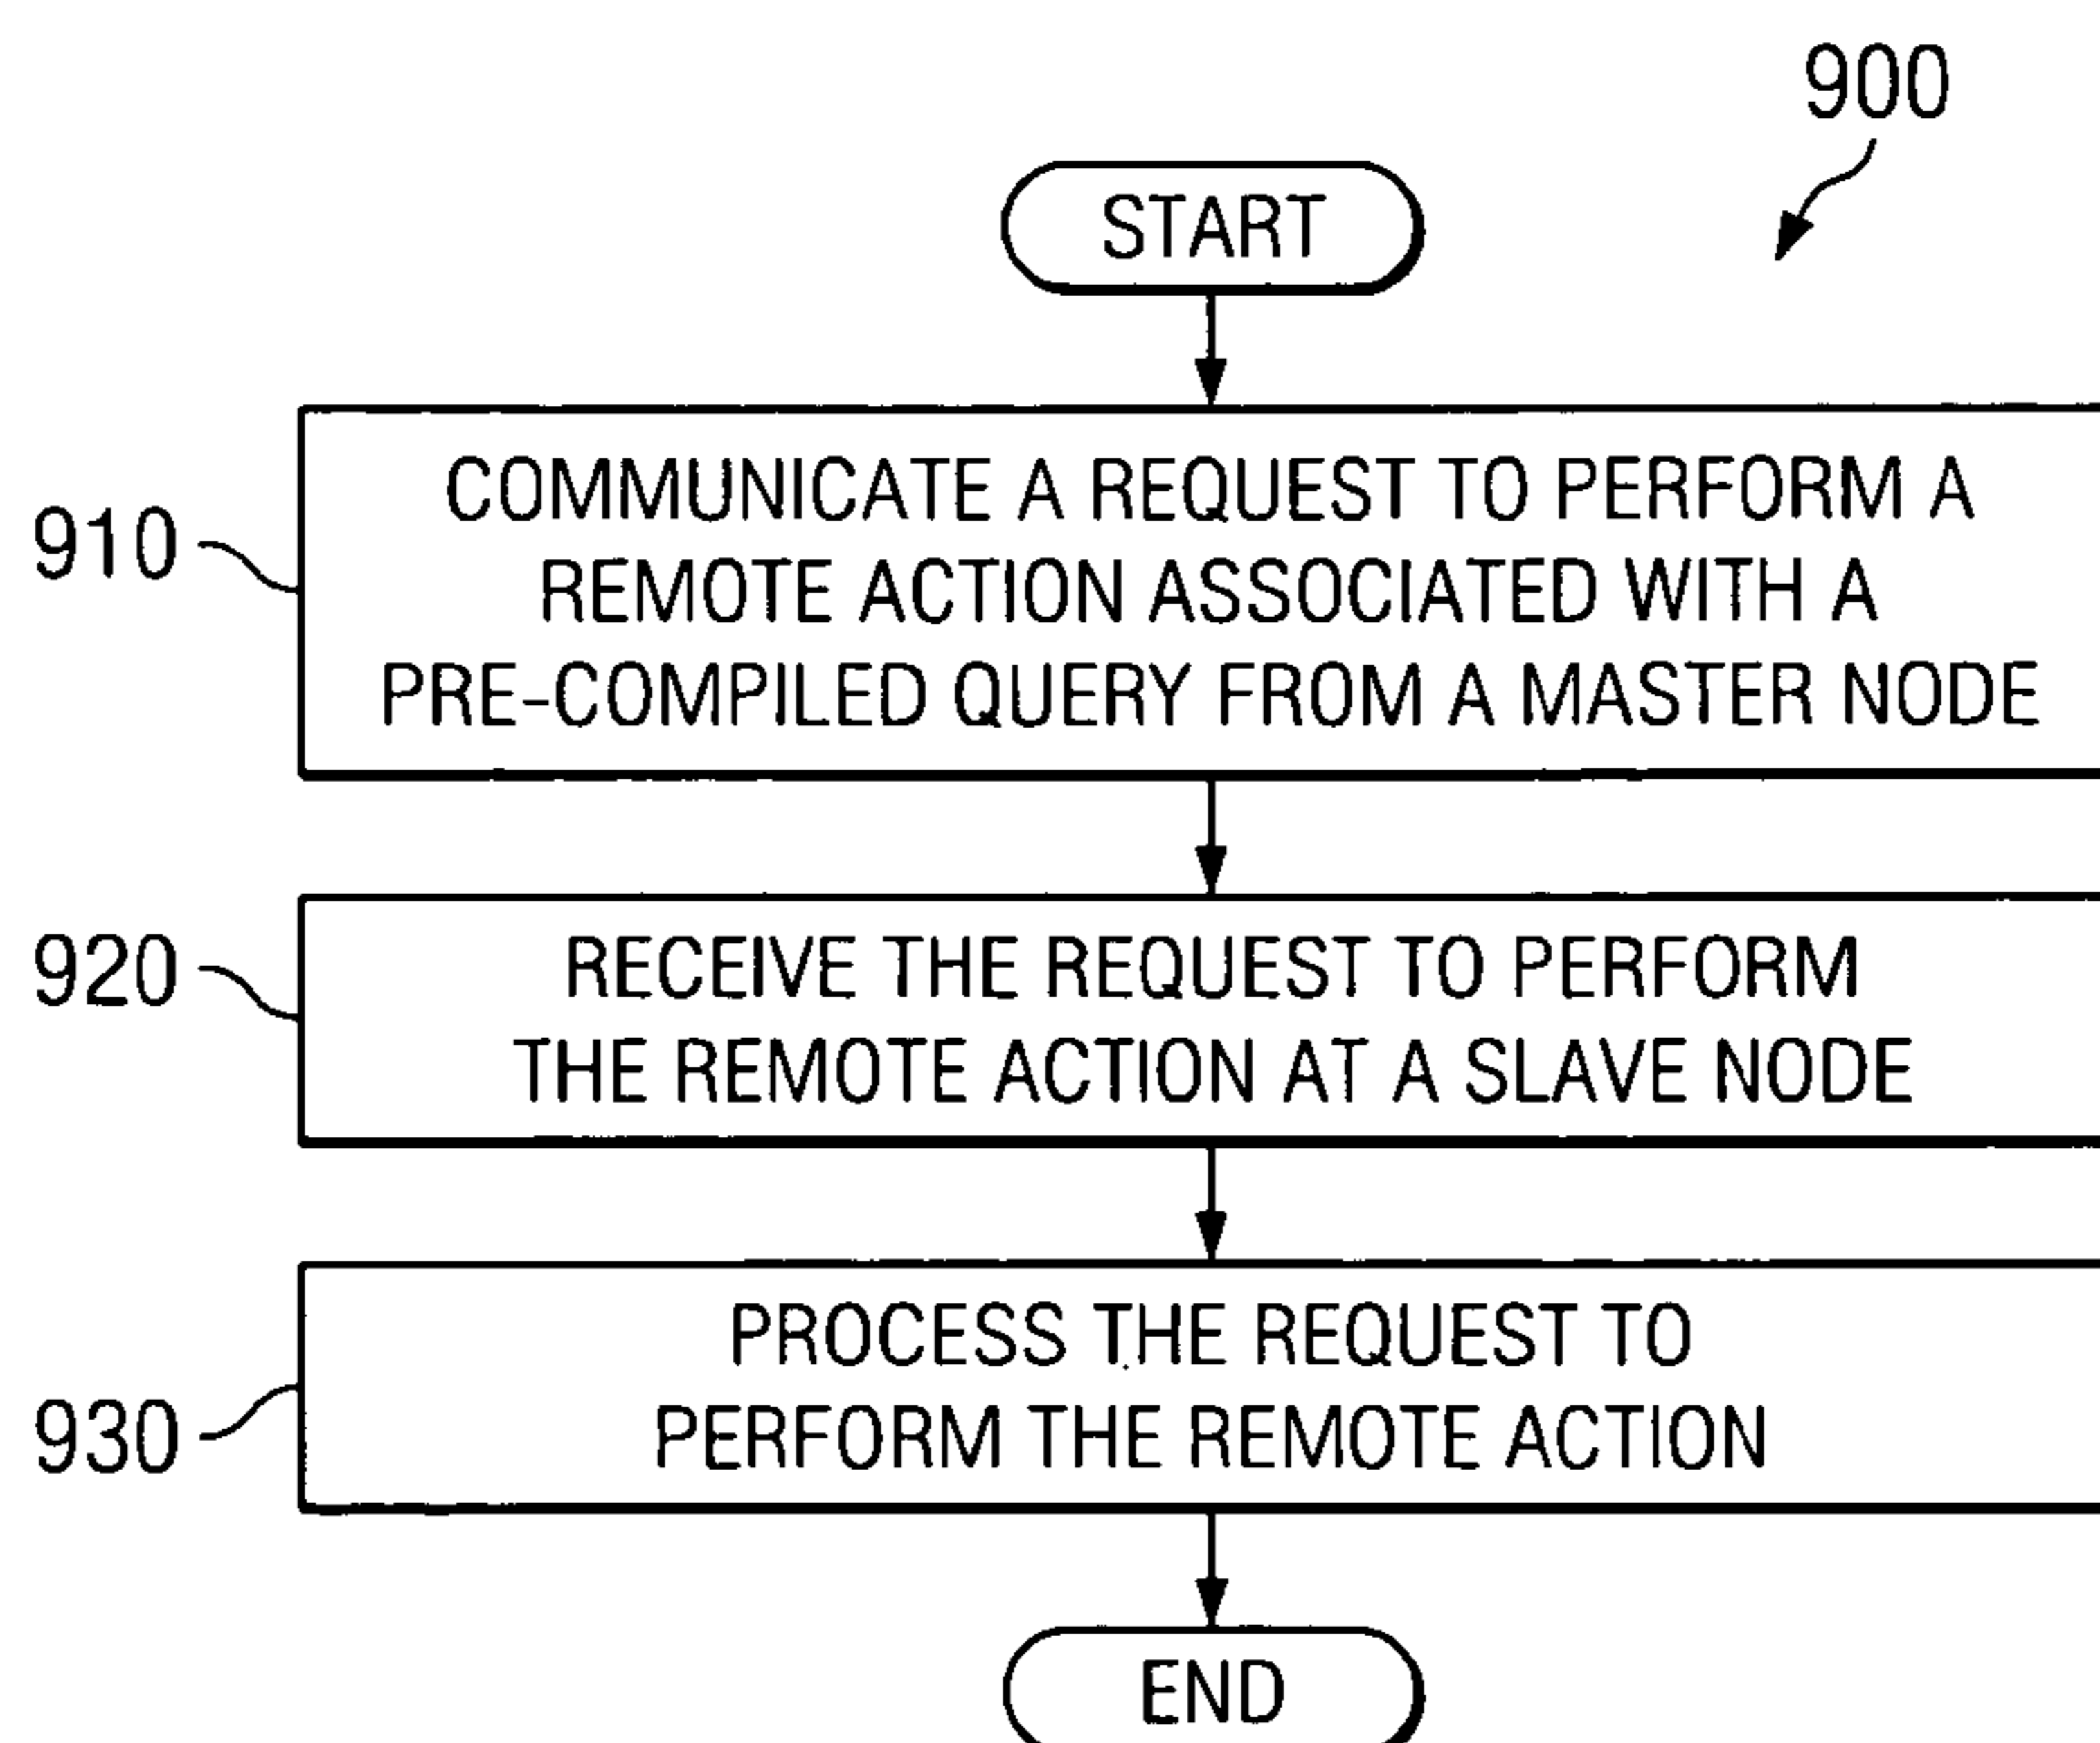 900
START
910
COMMUNICATE A REQUEST TO PERFORM A
REMOTE ACTION ASSOCIATED WITH A
PRE-COMPILED QUERY FROM A MASTER NODE
920
RECEIVE THE REQUEST TO PERFORM
THE REMOTE ACTION AT A SLAVE NODE
930
PROCESS THE REQUEST TO
PERFORM THE REMOTE ACTION
END